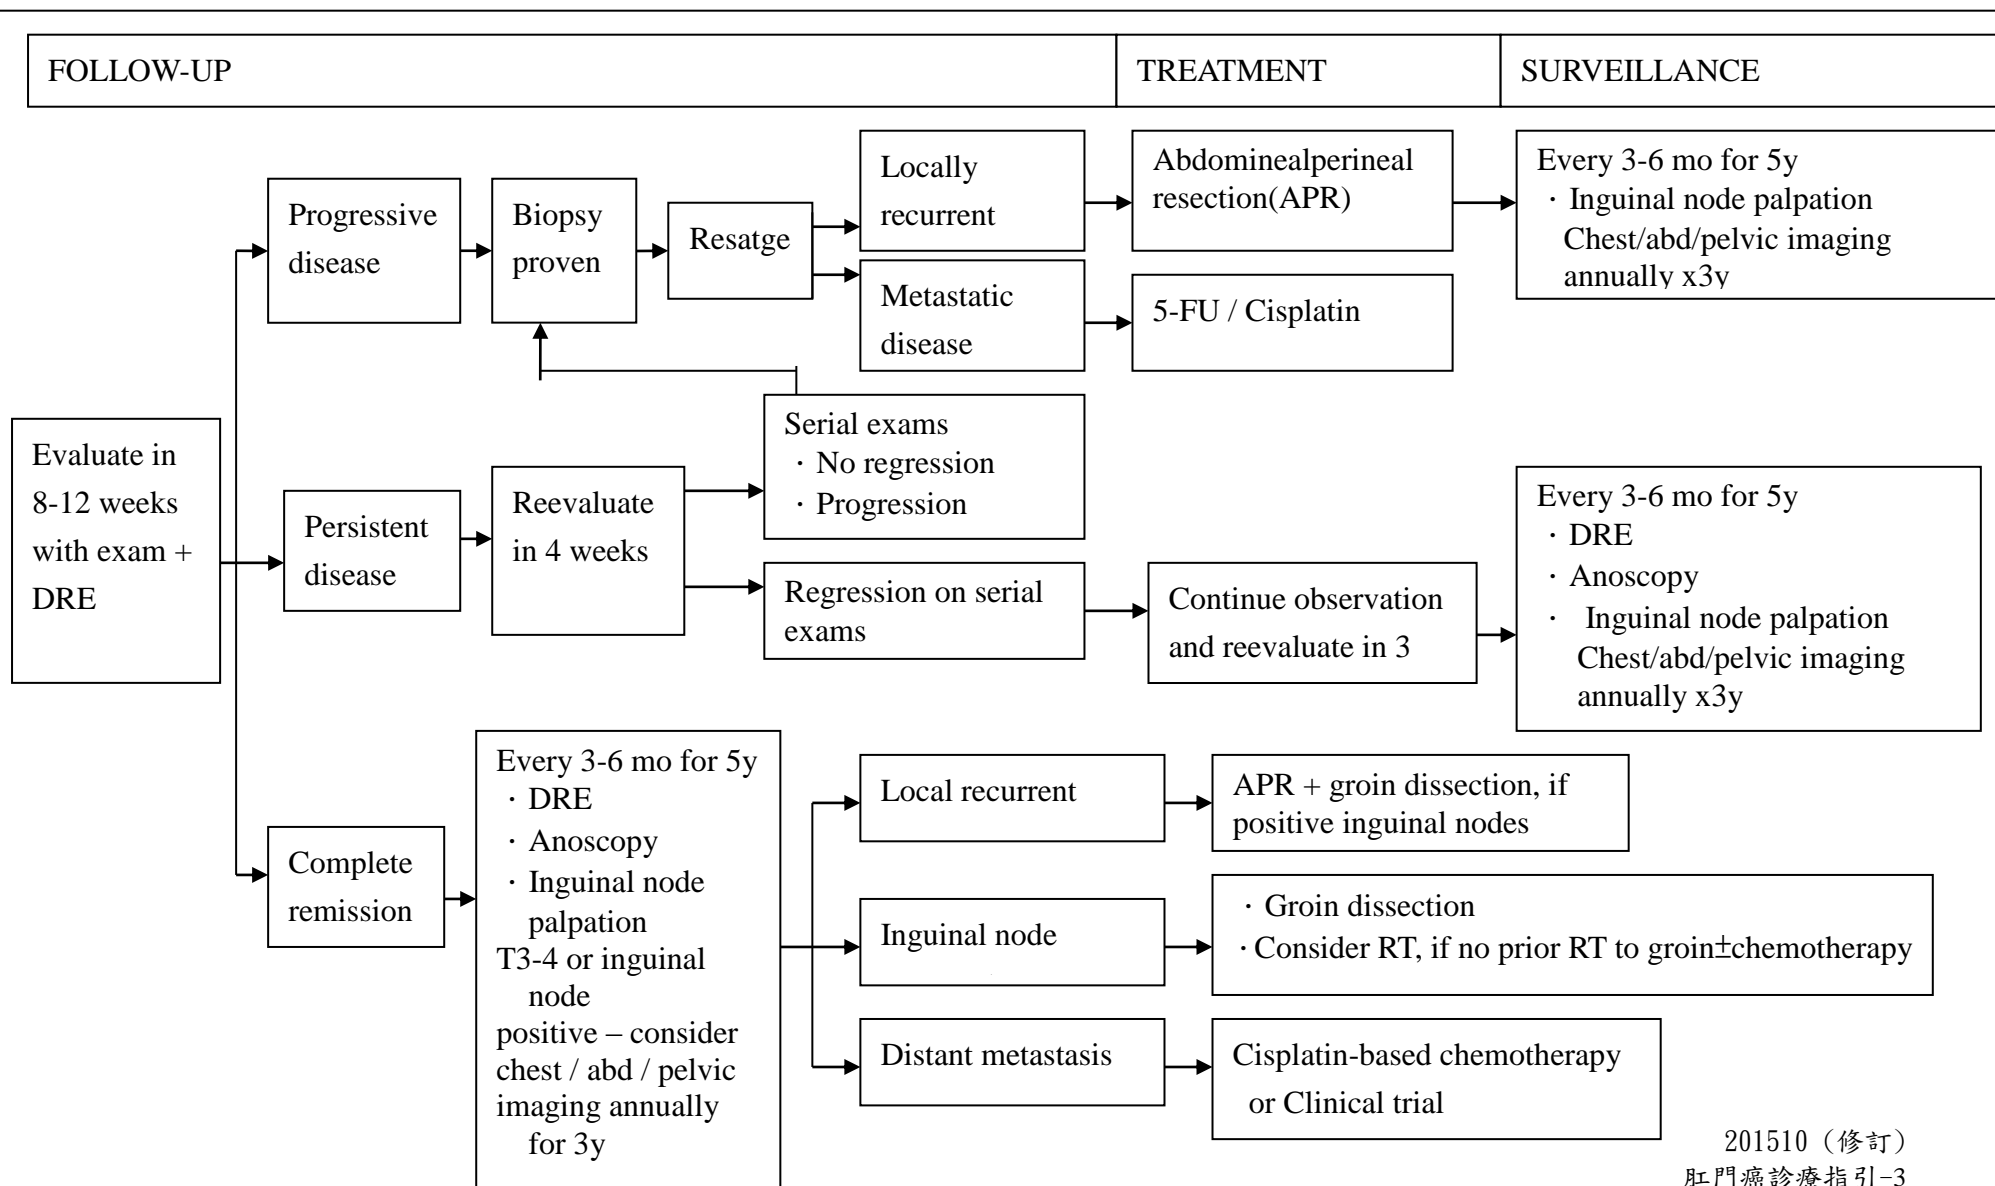 FOLLOW-UP
TREATMENT
SURVEILLANCE
Progressive
disease
Biopsy
proven
Resatge
Locally
recurrent
Abdominealperineal
resection(APR)
Every 3-6 mo for 5y
· Inguinal node palpation
Chest/abd/pelvic imaging
annually x3y
Metastatic
disease
5-FU / Cisplatin
Evaluate in
8-12 weeks
with exam +
DRE
Persistent
disease
Reevaluate
in 4 weeks
Serial exams
· No regression
· Progression
Regression on serial
exams
Continue observation
and reevaluate in 3
Every 3-6 mo for 5y
· DRE
· Anoscopy
· Inguinal node palpation
Chest/abd/pelvic imaging
annually x3y
Complete
remission
Every 3-6 mo for 5y
· DRE
· Anoscopy
· Inguinal node
palpation
T3-4 or inguinal
node
positive – consider
chest / abd / pelvic
imaging annually
for 3y
Local recurrent
APR + groin dissection, if
positive inguinal nodes
Inguinal node
· Groin dissection
· Consider RT, if no prior RT to groin±chemotherapy
Distant metastasis
Cisplatin-based chemotherapy
or Clinical trial
201510 (修訂)
肛門癌診療指引-3